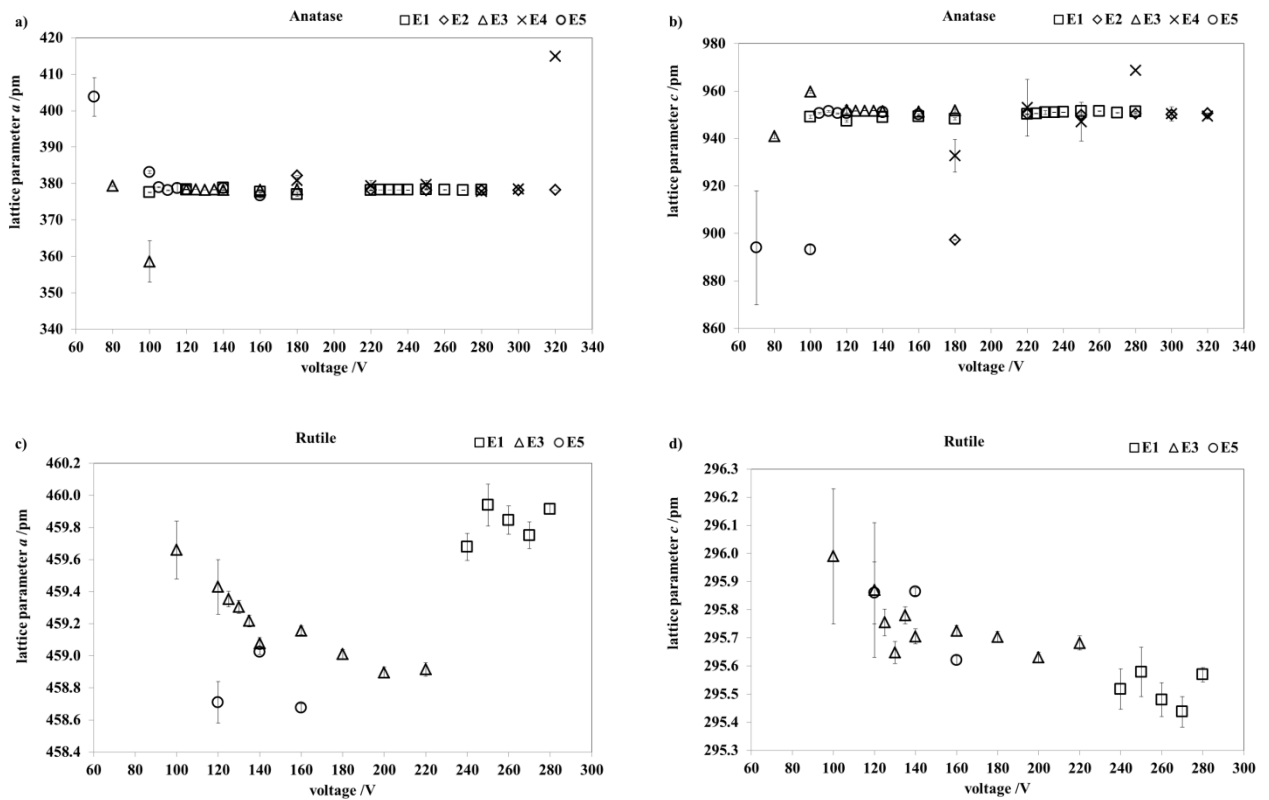 a)
Anatase
E1 E2 E3 E4 E5
lattice parameter a /pm
420
410
400
390
380
370
360
350
340
60 80 100 120 140 160 180 200 220 240 260 280 300 320 340
voltage /V
b)
Anatase
E1 E2 E3 E4 E5
lattice parameter c /pm
980
960
940
920
900
880
860
60 80 100 120 140 160 180 200 220 240 260 280 300 320 340
voltage /V
c)
Rutile
E1 E3 E5
lattice parameter a /pm
460.2
460.0
459.8
459.6
459.4
459.2
459.0
458.8
458.6
458.4
60 80 100 120 140 160 180 200 220 240 260 280 300
voltage /V
d)
Rutile
E1 E3 E5
lattice parameter c /pm
296.3
296.2
296.1
296.0
295.9
295.8
295.7
295.6
295.5
295.4
295.3
60 80 100 120 140 160 180 200 220 240 260 280 300
voltage /V